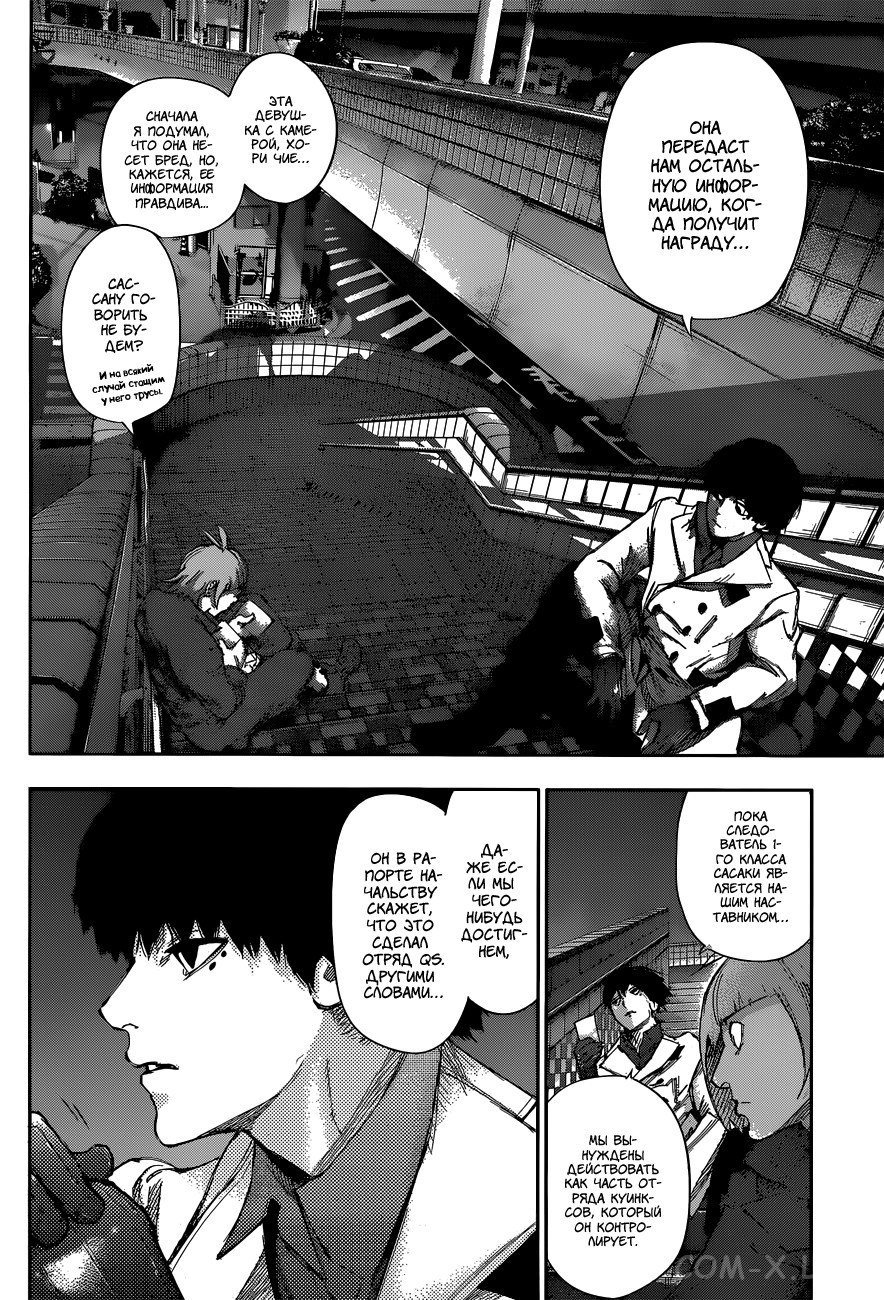 ОНА
ПЕРЕДАСТ
НАМ ОСТАЛЬ-
НУЮ ИНФОР-
МАЦИЮ, КОГ-
ДА ПОЛУЧИТ
НАГРАДУ...
ЭТА
ДЕВУШ-
КА С КАМЕ-
РОЙ, ХО-
РИ ЧИЕ...
СНАЧАЛА
Я ПОДУМАЛ,
ЧТО ОНА НЕ-
СЕТ БРЕД, НО,
КАЖЕТСЯ, ЕЕ
ИНФОРМАЦИЯ
ПРАВДИВА...
САС-
САНУ ГО-
ВОРИТЬ
НЕ БУ-
ДЕМ?
И на всякий
случай стащим
у него трусы.
ПОКА
СЛЕДО-
ВАТЕЛЬ 1-
ГО КЛАССА
САСАКИ ЯВ-
ЛЯЕТСЯ НА-
ШИМ НАС-
ТАВНИКОМ...
МЫ ВЫ-
НУЖДЕНЫ
ДЕЙСТВОВАТЬ
КАК ЧАСТЬ ОТ-
РЯДА КУИНК-
СОВ, КОТОРЫЙ
ОН КОНТРО-
ЛИРУЕТ.
ДА-
ЖЕ ЕС-
ЛИ МЫ
ЧЕГО-
НИБУДЬ
ДОСТИГ-
НЕМ,
ОН В РА-
ПОРТЕ НА-
ЧАЛЬСТВУ
СКАЖЕТ,
ЧТО ЭТО
СДЕЛАЛ
ОТРЯД QS.
ДРУГИМИ
СЛОВАМИ...
COM-X.L